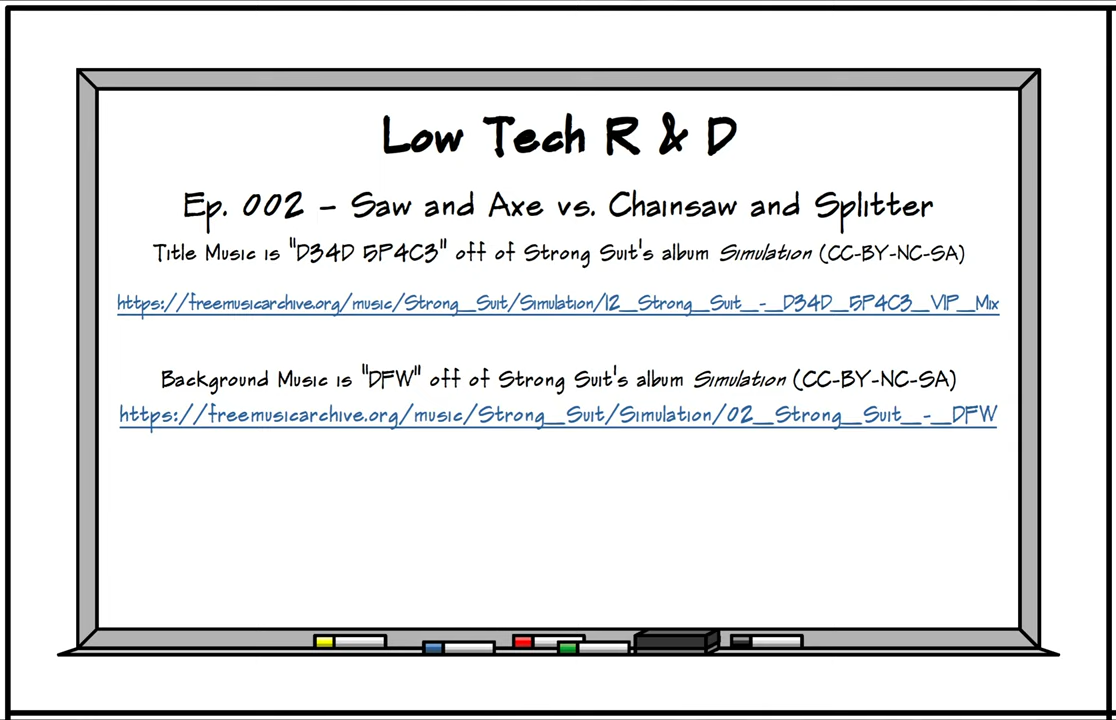 Low Tech R & D
Ep. 002 - Saw and Axe vs. Chainsaw and Splitter
Title Music is "D34D 5P4C3" off of Strong Suit's album Simulation (CC-BY-NC-SA)
https://freemusicarchive.org/music/Strong_Suit/Simulation/12_Strong_Suit_-_D34D_5P4C3_VIP_Mix
Background Music is "DFW" off of Strong Suit's album Simulation (CC-BY-NC-SA)
https://freemusicarchive.org/music/Strong_Suit/Simulation/02_Strong_Suit_-_DFW